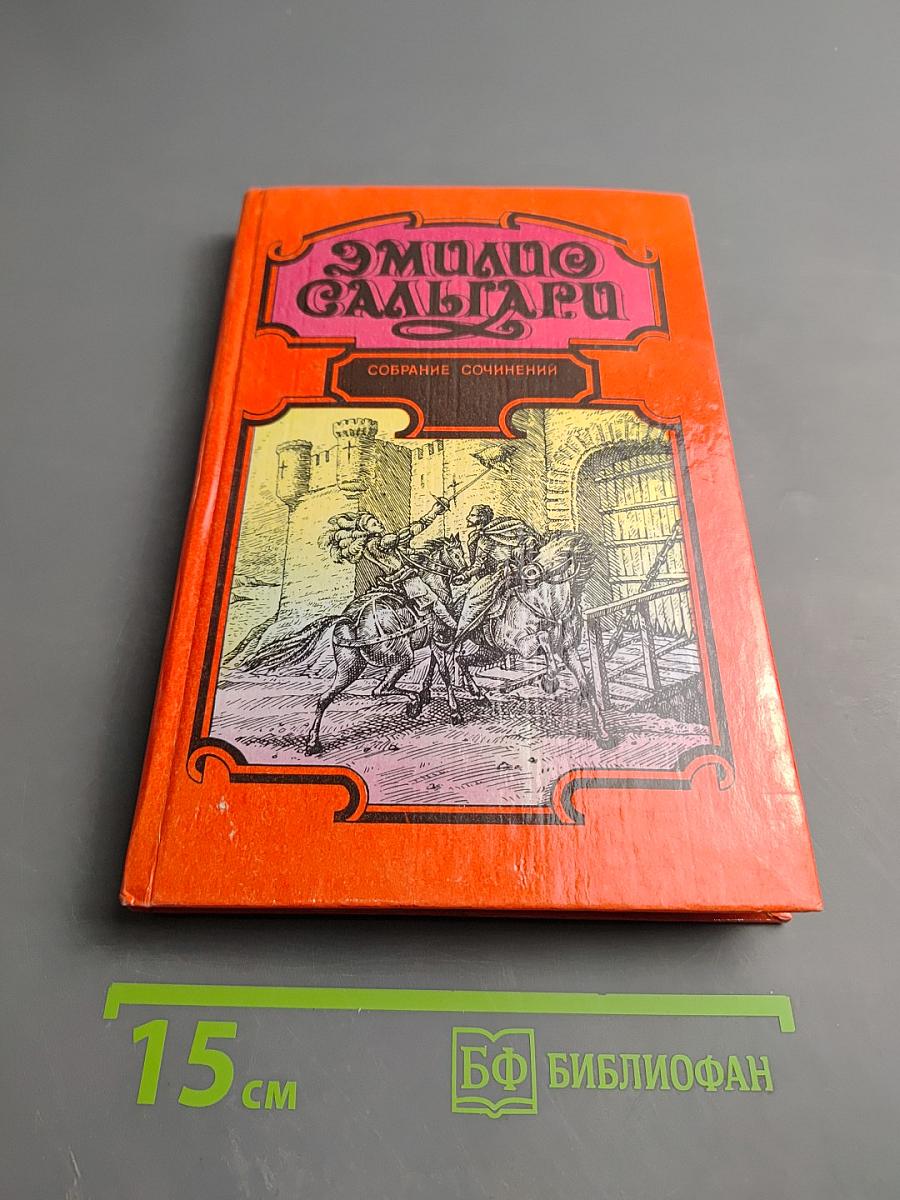 ЭМИЛИО
САЛЬГАРИ
СОБРАНИЕ СОЧИНЕНИЙ
15 см
БФ БИБЛИОФАН